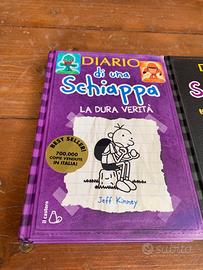 DIARIO
di una
Schiappa
LA DURA VERITÀ
BEST SELLER!
700.000
COPIE VENDUTE
IN ITALIA!
Jeff Kinney
il castoro
D
S
subito